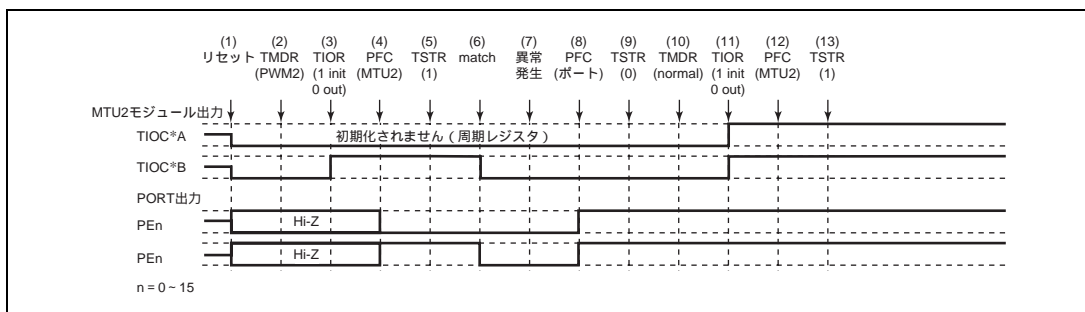 (1) (2) (3) (4) (5) (6) (7) (8) (9) (10) (11) (12) (13)
リセット TMDR TIOR PFC TSTR match 異常 PFC TSTR TMDR TIOR PFC TSTR
(PWM2) (1 init (MTU2) (1) 発生 (ポート) (0) (normal) (1 init (MTU2) (1)
0 out) 0 out)
MTU2モジュール出力
TIOC*A 初期化されません（周期レジスタ）
TIOC*B
PORT出力
PEn Hi-Z
PEn Hi-Z
n = 0 ~ 15